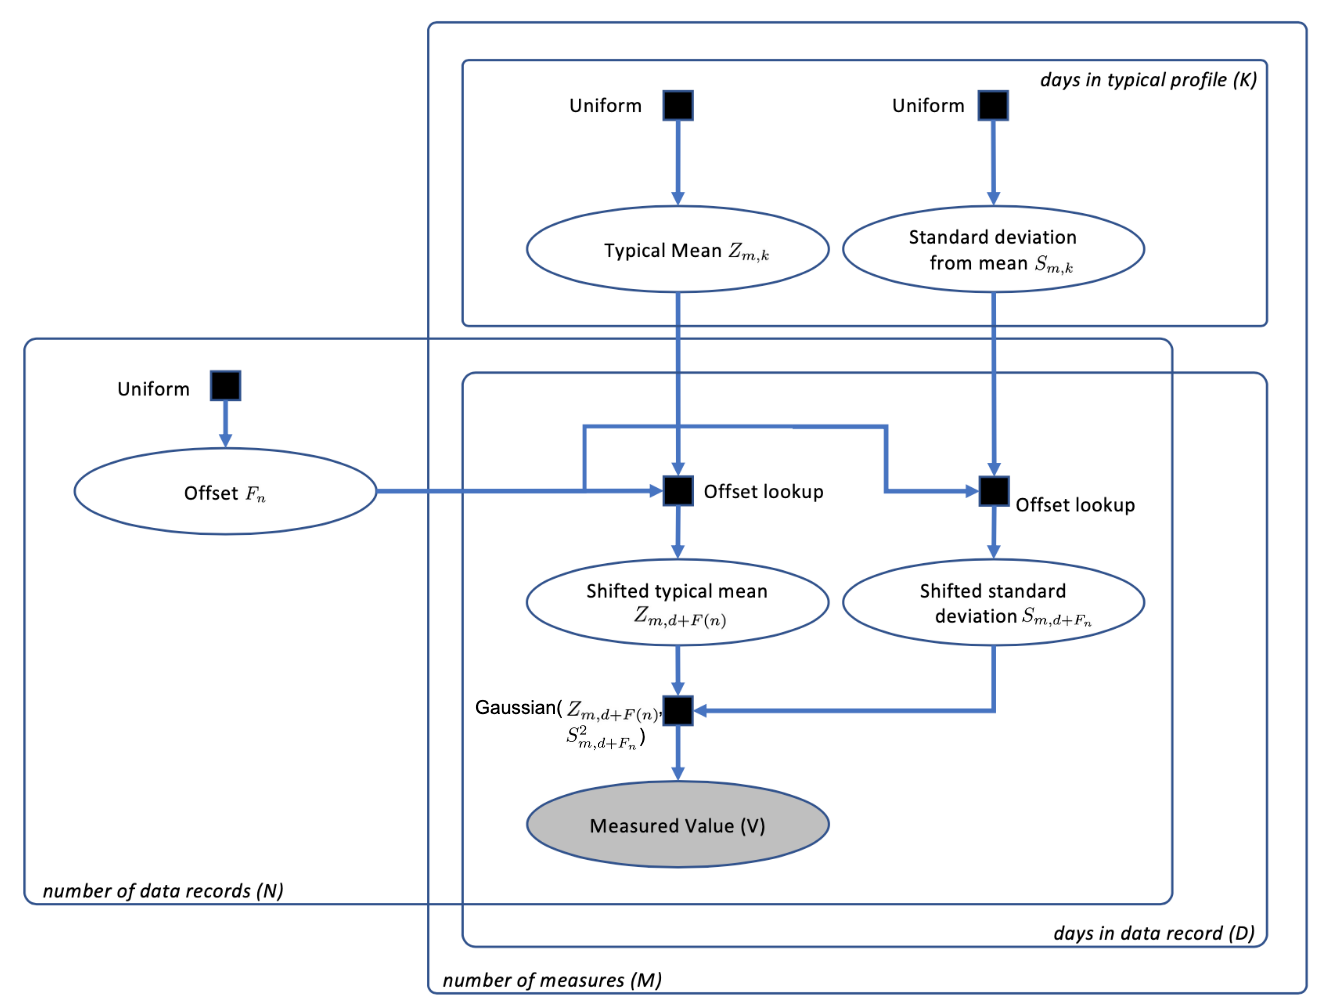 days in typical profile (K)
Uniform
Uniform
Typical Mean Z_{m,k}
Standard deviation
from mean S_{m,k}
Uniform
Offset F_n
Offset lookup
Offset lookup
Shifted typical mean
Z_{m,d+F(n)}
Shifted standard
deviation S_{m,d+F_n}
Gaussian( Z_{m,d+F(n)},
S^2_{m,d+F_n})
Measured Value (V)
number of data records (N)
days in data record (D)
number of measures (M)